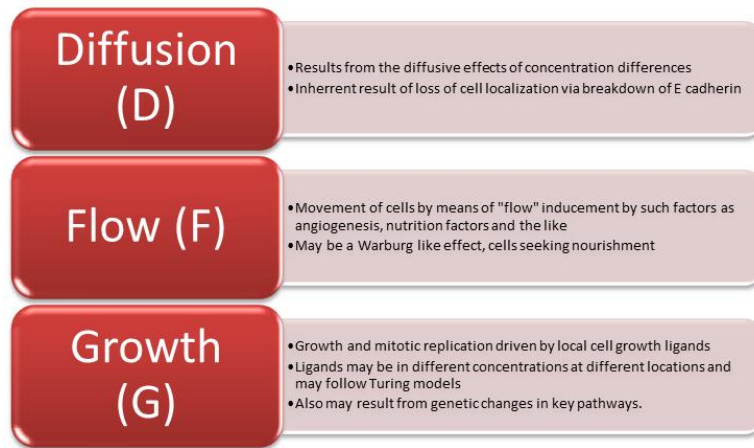 Diffusion
(D)
•Results from the diffusive effects of concentration differences
•Inherrent result of loss of cell localization via breakdown of E cadherin
Flow (F)
•Movement of cells by means of "flow" inducement by such factors as
angiogenesis, nutrition factors and the like
•May be a Warburg like effect, cells seeking nourishment
Growth
(G)
•Growth and mitotic replication driven by local cell growth ligands
•Ligands may be in different concentrations at different locations and
may follow Turing models
•Also may result from genetic changes in key pathways.